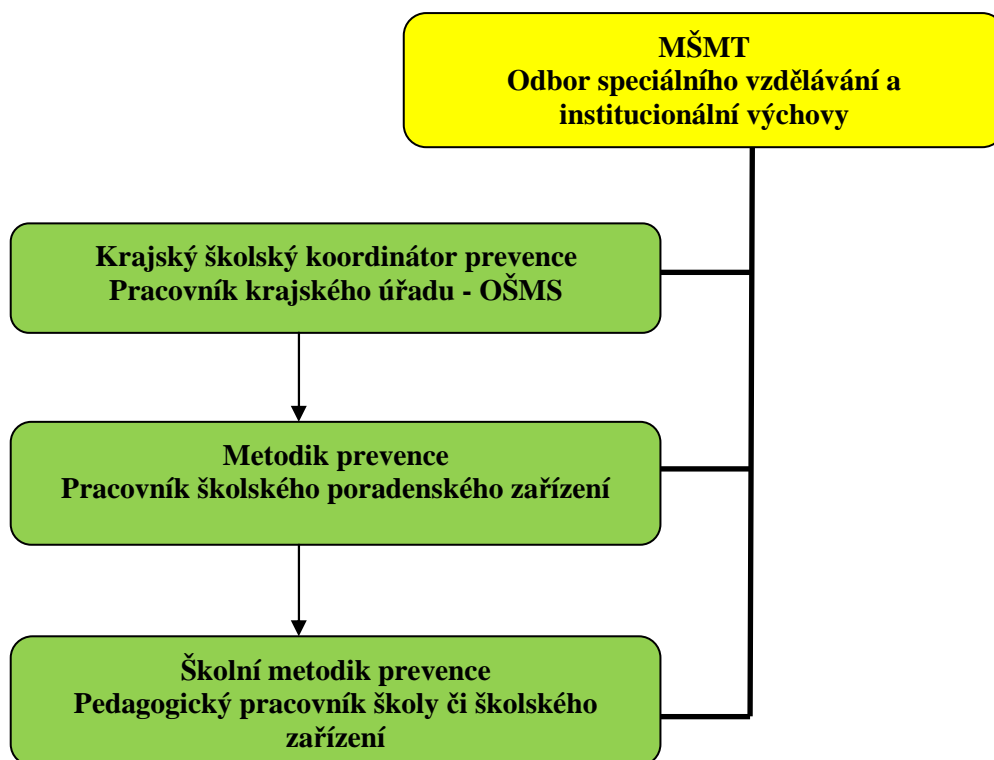 MŠMT
Odbor speciálního vzdělávání a
institucionální výchovy
Krajský školský koordinátor prevence
Pracovník krajského úřadu - OŠMS
Metodik prevence
Pracovník školského poradenského zařízení
Školní metodik prevence
Pedagogický pracovník školy či školského
zařízení